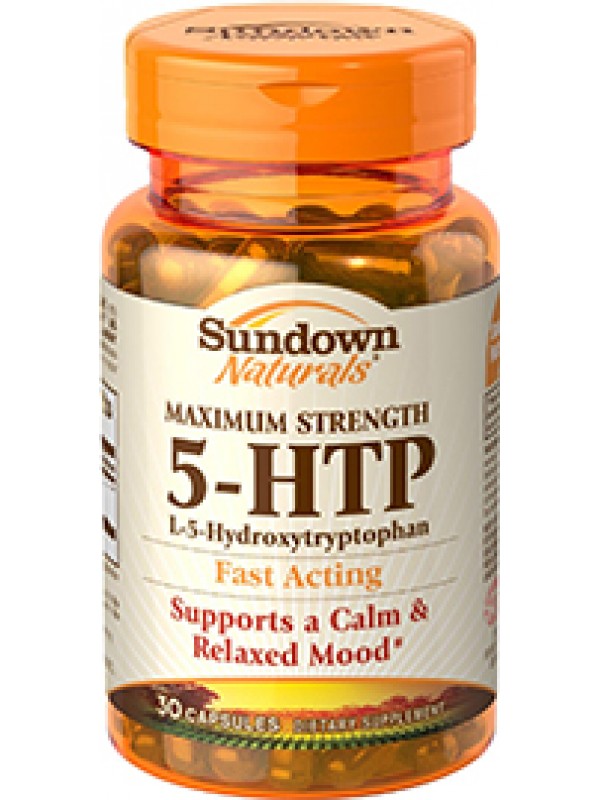 Sundown
Naturals®
MAXIMUM STRENGTH
5-HTP
L-5-Hydroxytryptophan
Fast Acting
Supports a Calm &
Relaxed Mood*
30 CAPSULES DIETARY SUPPLEMENT